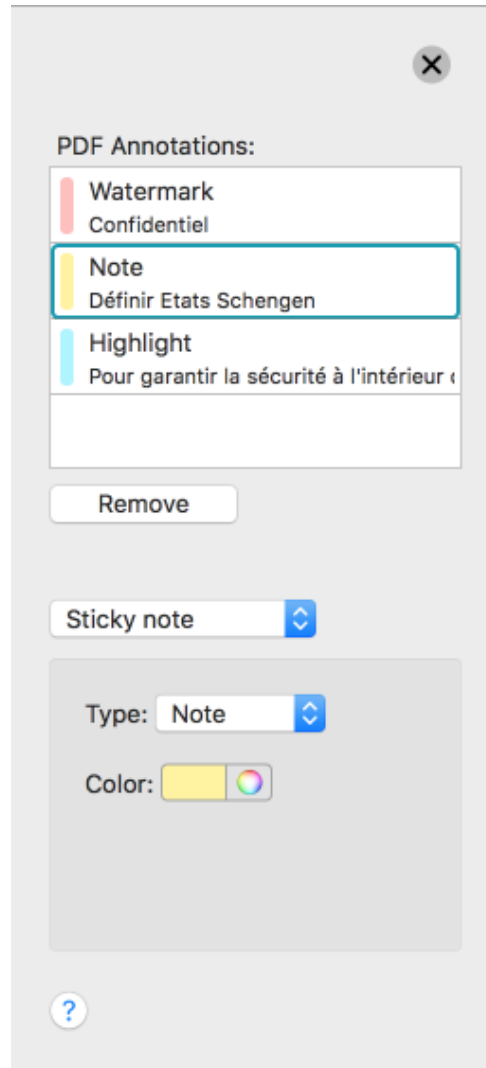 PDF Annotations:
Watermark
Confidentiel
Note
Définir Etats Schengen
Highlight
Pour garantir la sécurité à l'intérieur
Remove
Sticky note
Type: Note
Color:
?